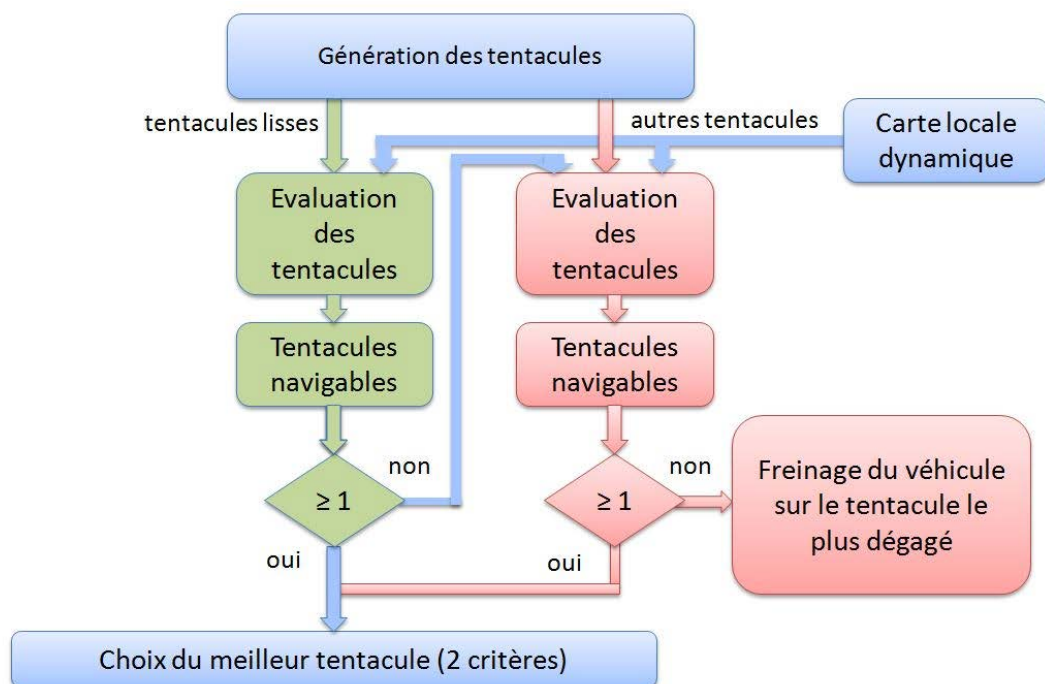 Génération des tentacules
tentacules lisses
autres tentacules
Carte locale
dynamique
Evaluation
des
tentacules
Evaluation
des
tentacules
Tentacules
navigables
Tentacules
navigables
≥ 1
non
≥ 1
non
Freinage du véhicule
sur le tentacule le
plus dégagé
oui
oui
Choix du meilleur tentacule (2 critères)